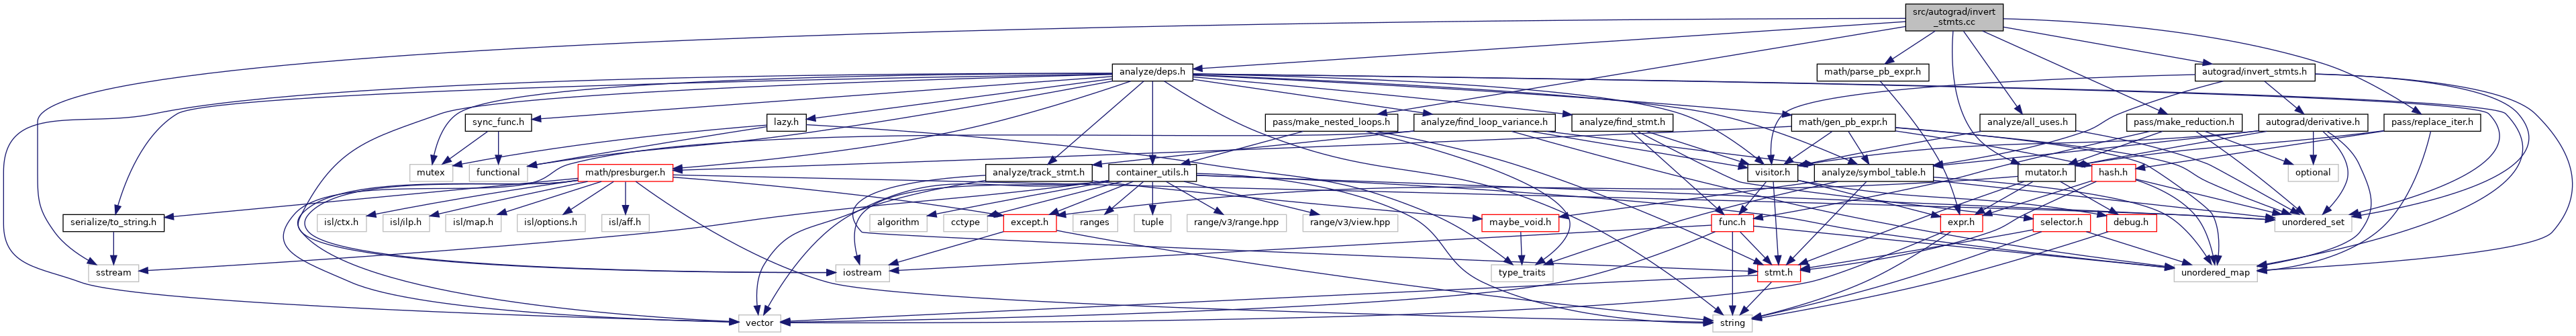 src/autograd/invert
_stmts.cc
analyze/deps.h
math/parse_pb_expr.h
autograd/invert_stmts.h
sync_func.h
lazy.h
pass/make_nested_loops.h
analyze/find_loop_variance.h
analyze/find_stmt.h
math/gen_pb_expr.h
analyze/all_uses.h
pass/make_reduction.h
autograd/derivative.h
pass/replace_iter.h
mutex
functional
math/presburger.h
analyze/track_stmt.h
container_utils.h
visitor.h
analyze/symbol_table.h
mutator.h
hash.h
optional
serialize/to_string.h
isl/ctx.h
isl/ilp.h
isl/map.h
isl/options.h
isl/aff.h
algorithm
cctype
except.h
ranges
tuple
range/v3/range.hpp
range/v3/view.hpp
maybe_void.h
func.h
expr.h
selector.h
debug.h
unordered_set
sstream
iostream
type_traits
stmt.h
unordered_map
vector
string